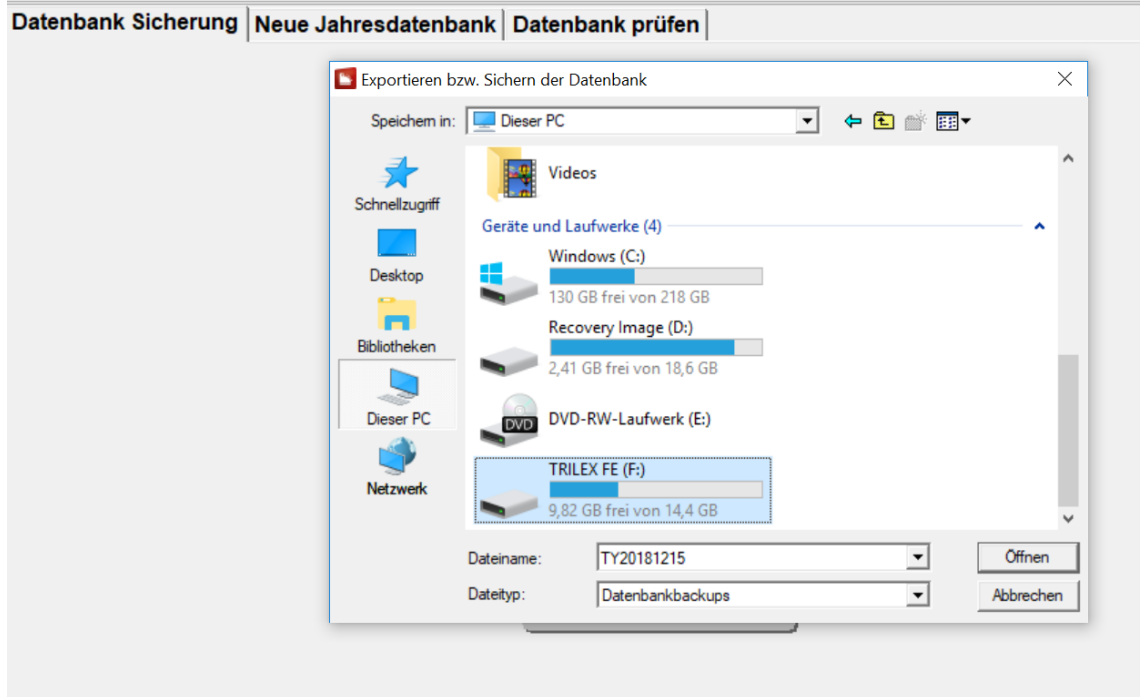 Datenbank Sicherung Neue Jahresdatenbank Datenbank prüfen
Exportieren bzw. Sichern der Datenbank
Speichern in: Dieser PC
Schnellzugriff
Desktop
Bibliotheken
Dieser PC
Netzwerk
Videos
Geräte und Laufwerke (4)
Windows (C:)
130 GB frei von 218 GB
Recovery Image (D:)
2,41 GB frei von 18,6 GB
DVD
DVD-RW-Laufwerk (E:)
TRILEX FE (F:)
9,82 GB frei von 14,4 GB
Dateiname: TY20181215 Öffnen
Dateityp: Datenbankbackups Abbrechen